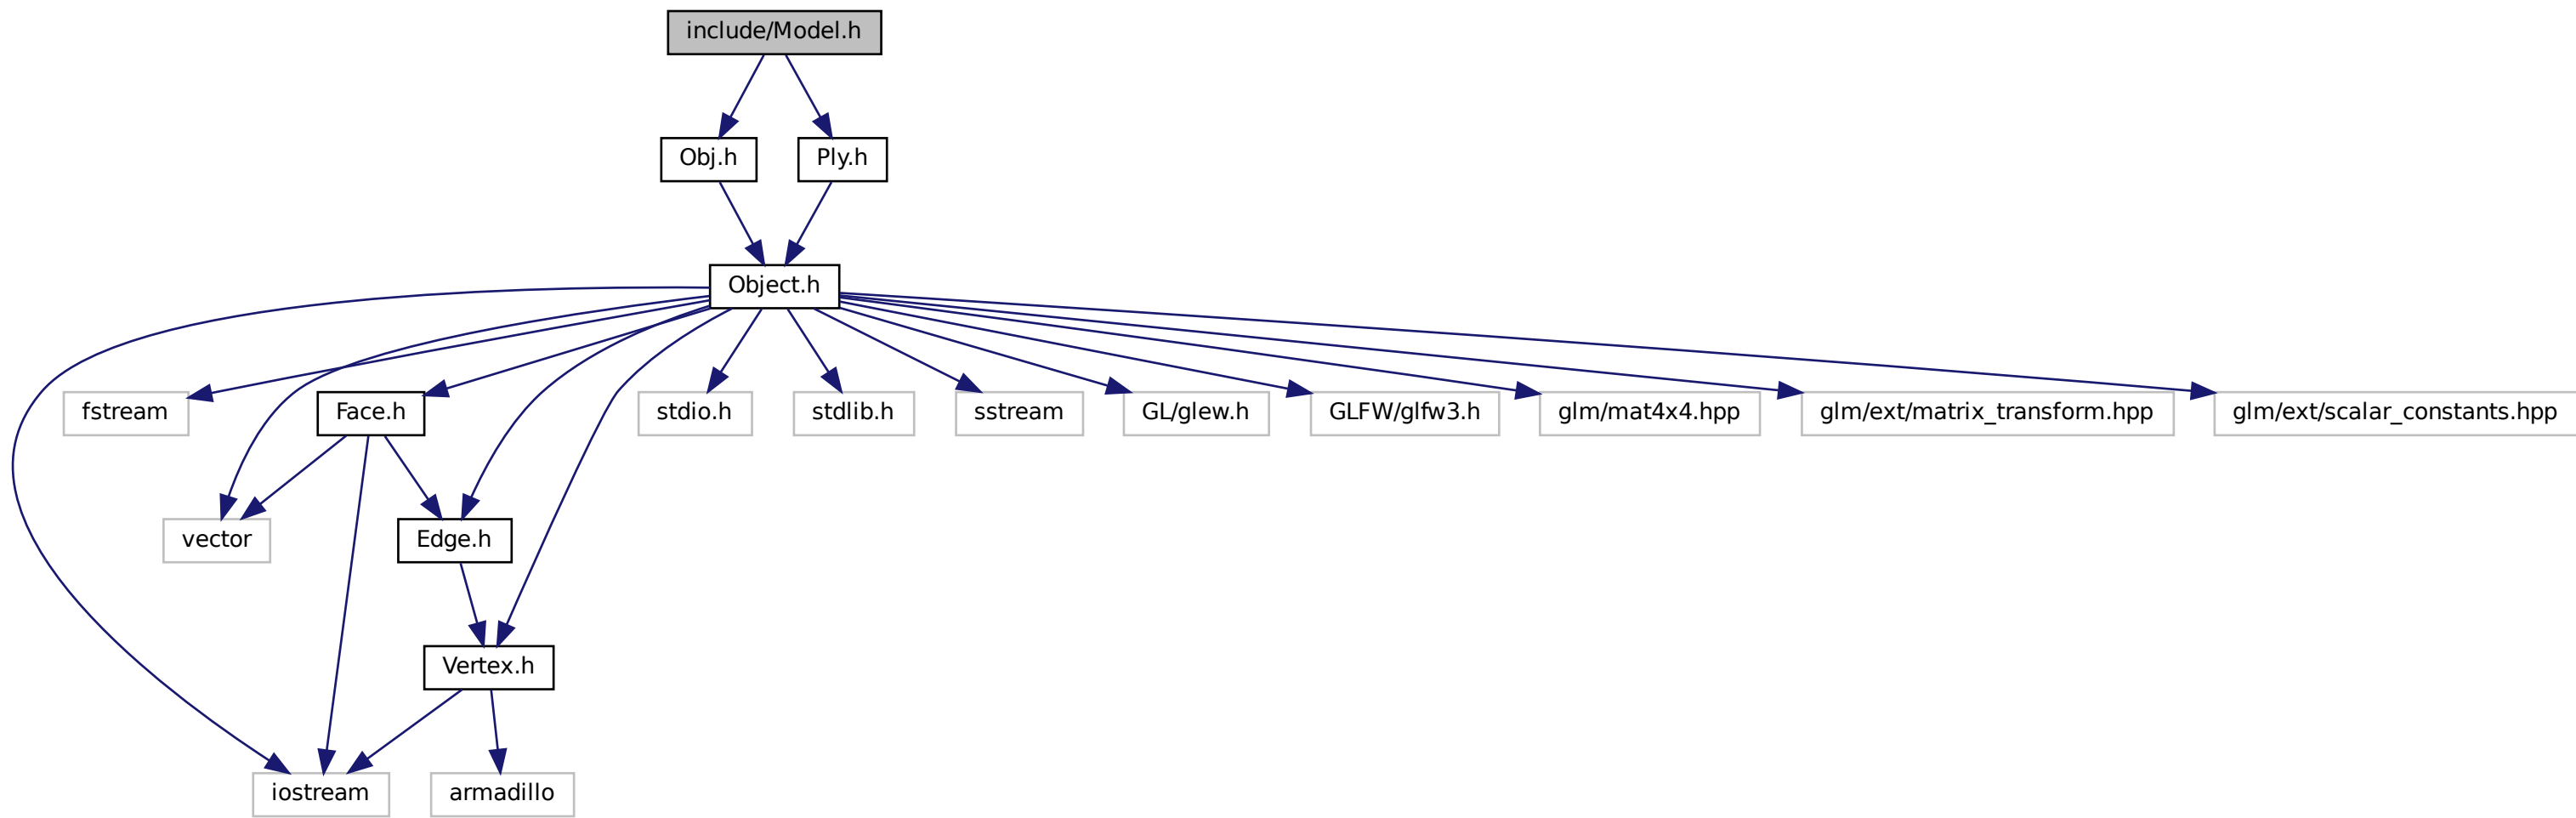 include/Model.h
Obj.h
Ply.h
Object.h
fstream
Face.h
stdio.h
stdlib.h
sstream
GL/glew.h
GLFW/glfw3.h
glm/mat4x4.hpp
glm/ext/matrix_transform.hpp
glm/ext/scalar_constants.hpp
vector
Edge.h
Vertex.h
iostream
armadillo